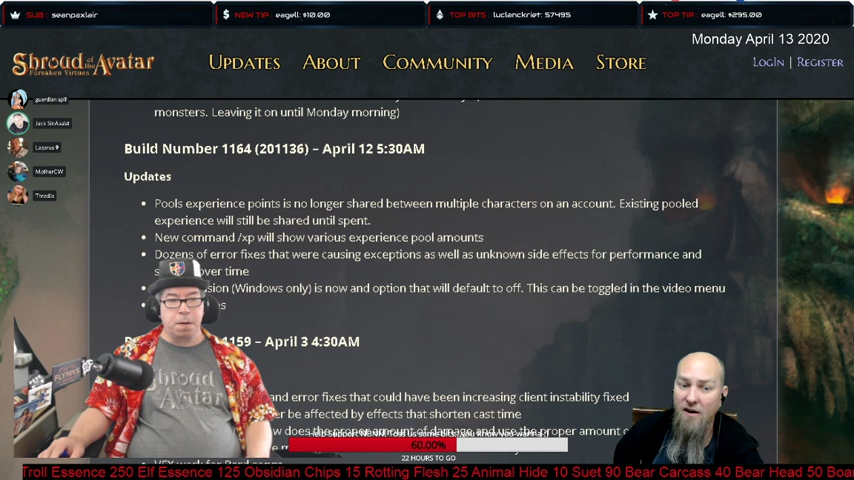 SUB : seanpaxlair
NEW TIP : eagell: $10.00
TOP BITS : luclanckriet: 57495
TOP TIP : eagell: $295.00
Monday April 13 2020
Shroud of the Avatar
Forsaken Virtues
Updates About Community Media Store
LogIn | Register
guardian spill
Jack SinAssist
Lazarus
MotherCW
Thredia
monsters. Leaving it on until Monday morning)
Build Number 1164 (201136) – April 12 5:30AM
Updates
• Pools experience points is no longer shared between multiple characters on an account. Existing pooled
experience will still be shared until spent.
• New command /xp will show various experience pool amounts
• Dozens of error fixes that were causing exceptions as well as unknown side effects for performance and
over time
(Windows only) is now and option that will default to off. This can be toggled in the video menu
1159 – April 3 4:30AM
and error fixes that could have been increasing client instability fixed
be affected by effects that shorten cast time
does the proper amount of damage and use the proper amount
60.00%
22 HOURS TO GO
FLYNN'S
Shroud
Avatar
Troll Essence 250 Elf Essence 125 Obsidian Chips 15 Rotting Flesh 25 Animal Hide 10 Suet 90 Bear Carcass 40 Bear Head 50 Boa